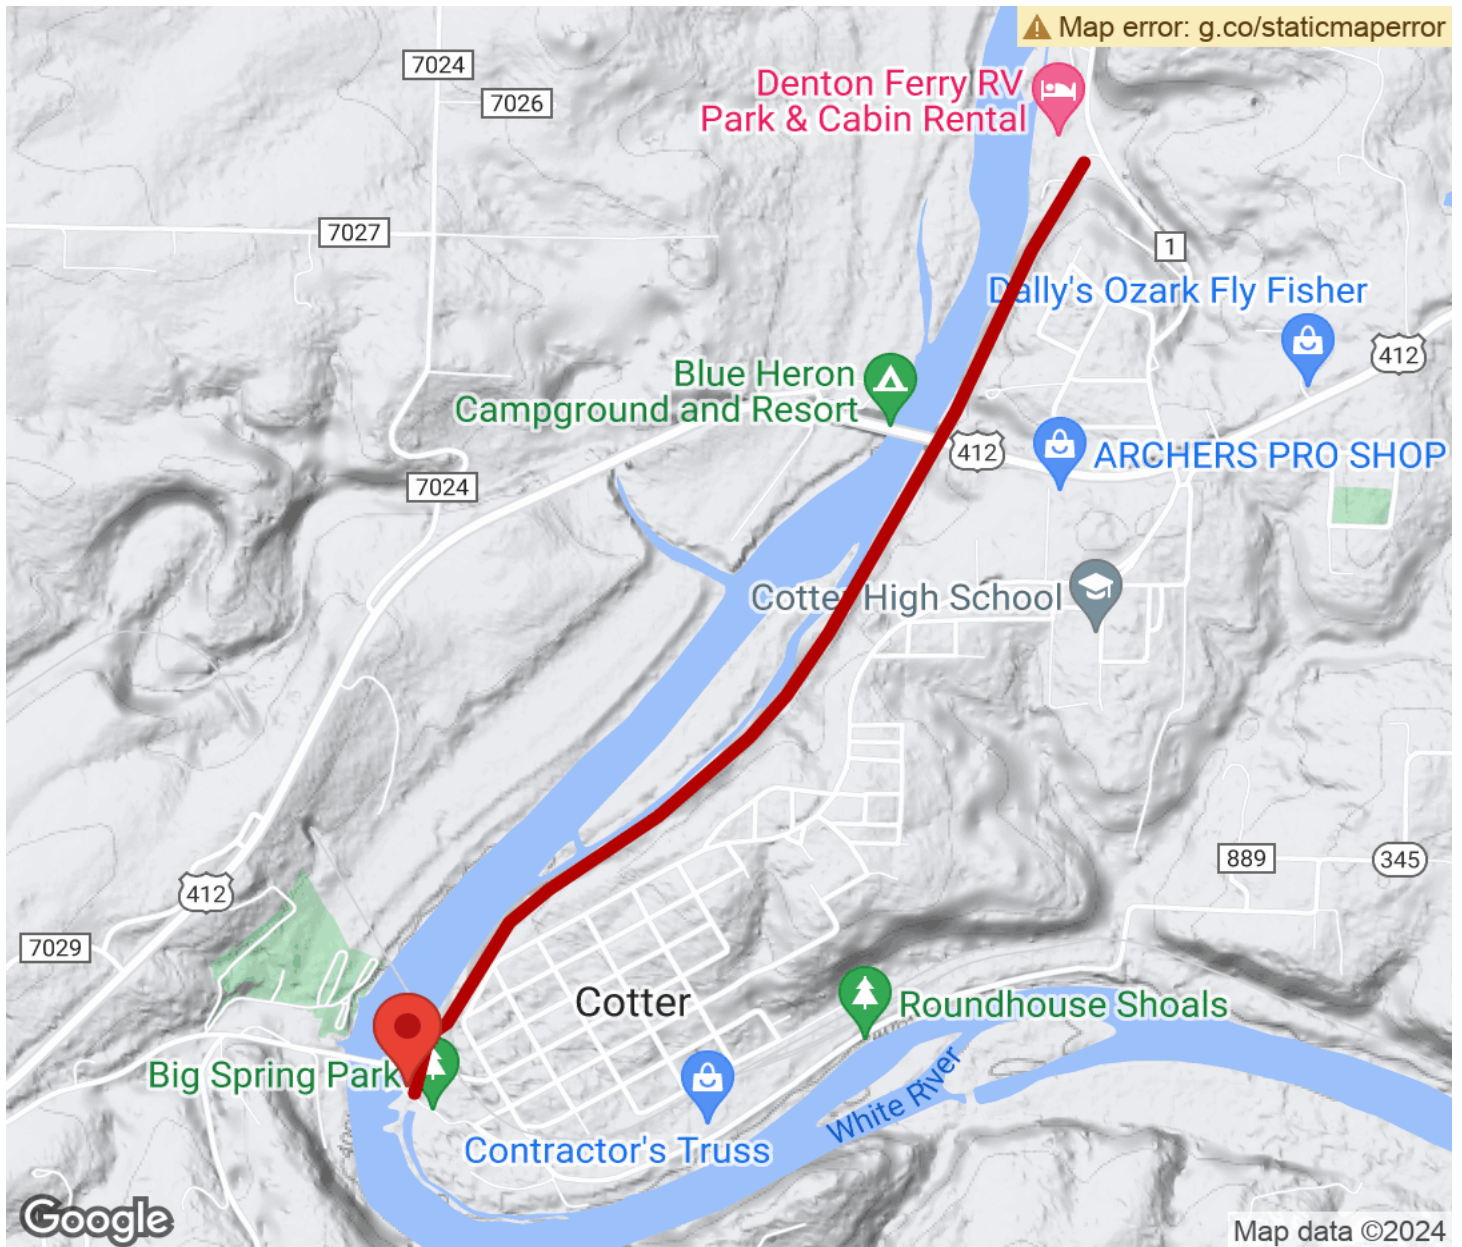 Map error: g.co/staticmaperror
7024
7026
Denton Ferry RV
Park & Cabin Rental
7027
1
Dally's Ozark Fly Fisher
412
Blue Heron
Campground and Resort
412
ARCHERS PRO SHOP
7024
Cotter High School
889
345
412
7029
Cotter
Roundhouse Shoals
Big Spring Park
White River
Contractor's Truss
Google
Map data ©2024